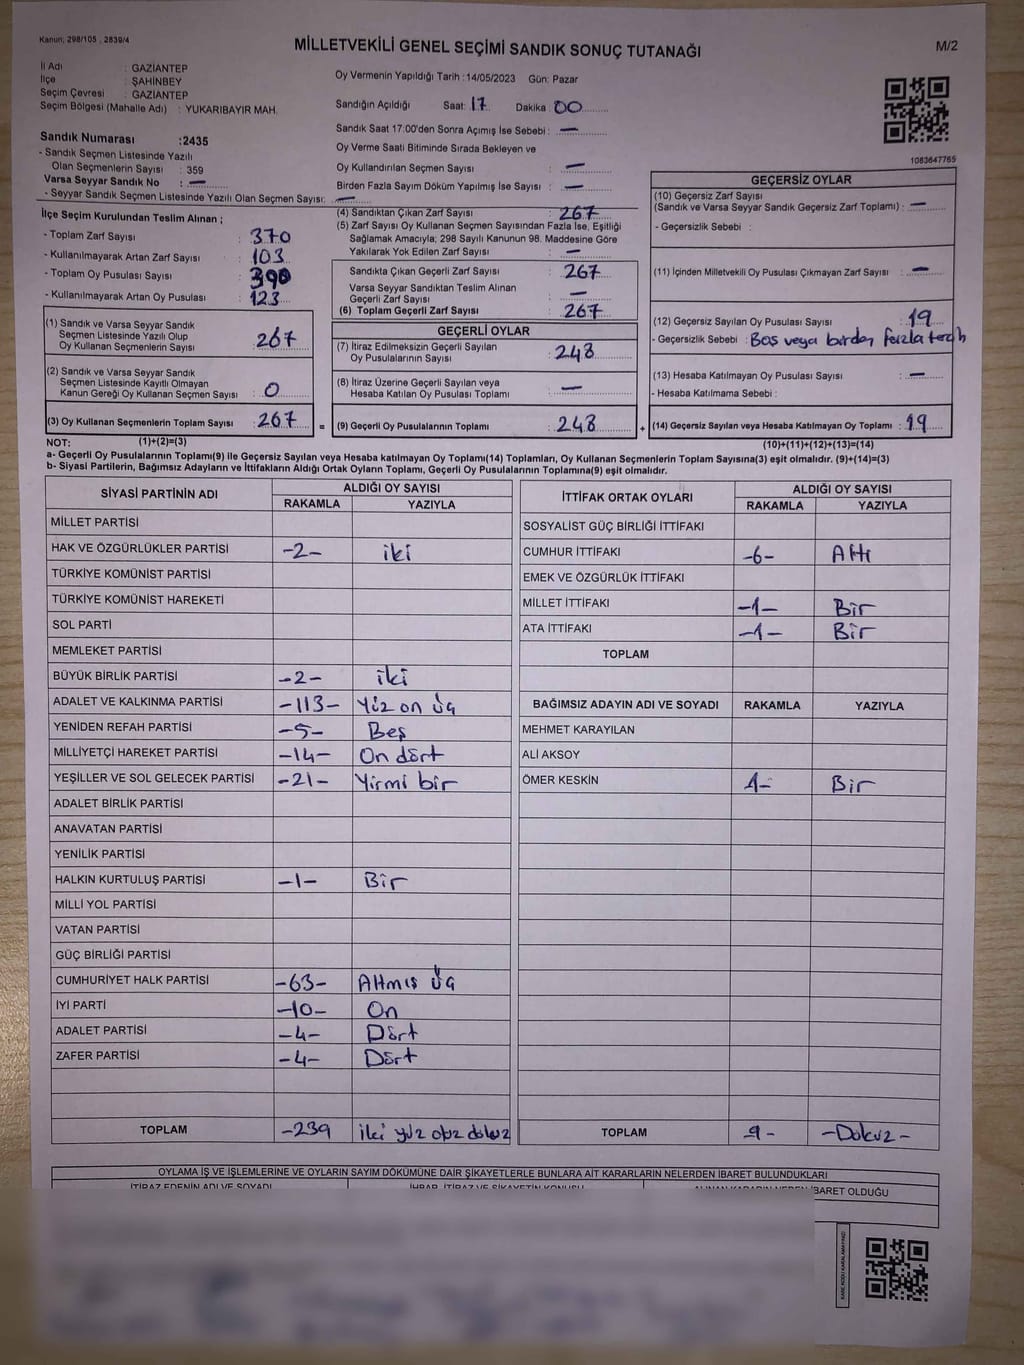 Kanun; 298/105 , 2839/4
MİLLETVEKİLİ GENEL SEÇİMİ SANDIK SONUÇ TUTANAĞI
M/2
İl Adı : GAZİANTEP
İlçe : ŞAHİNBEY
Seçim Çevresi : GAZİANTEP
Seçim Bölgesi (Mahalle Adı) : YUKARIBAYIR MAH.
Sandık Numarası :2435
- Sandık Seçmen Listesinde Yazılı
Olan Seçmenlerin Sayısı : 359
Varsa Seyyar Sandık No : —
- Seyyar Sandık Seçmen Listesinde Yazılı Olan Seçmen Sayısı: —
Oy Vermenin Yapıldığı Tarih :14/05/2023 Gün: Pazar
Sandığın Açıldığı Saat: 17 Dakika 00
Sandık Saat 17:00'den Sonra Açımış İse Sebebi : —
Oy Verme Saati Bitiminde Sırada Bekleyen ve
Oy Kullandırılan Seçmen Sayısı : —
Birden Fazla Sayım Döküm Yapılmış İse Sayısı : —
1083647765
İlçe Seçim Kurulundan Teslim Alınan ;
- Toplam Zarf Sayısı : 370
- Kullanılmayarak Artan Zarf Sayısı : 103
- Toplam Oy Pusulası Sayısı : 390
- Kullanılmayarak Artan Oy Pusulası : 123
(1) Sandık ve Varsa Seyyar Sandık
Seçmen Listesinde Yazılı Olup
Oy Kullanan Seçmenlerin Sayısı : 267
(2) Sandık ve Varsa Seyyar Sandık
Seçmen Listesinde Kayıtlı Olmayan
Kanun Gereği Oy Kullanan Seçmen Sayısı : 0
(3) Oy Kullanan Seçmenlerin Toplam Sayısı : 267
(4) Sandıktan Çıkan Zarf Sayısı : 267
(5) Zarf Sayısı Oy Kullanan Seçmen Sayısından Fazla İse, Eşitliği
Sağlamak Amacıyla; 298 Sayılı Kanunun 98. Maddesine Göre
Yakılarak Yok Edilen Zarf Sayısı : —
Sandıkta Çıkan Geçerli Zarf Sayısı : 267
Varsa Seyyar Sandıktan Teslim Alınan
Geçerli Zarf Sayısı : —
(6) Toplam Geçerli Zarf Sayısı : 267
GEÇERLİ OYLAR
(7) İtiraz Edilmeksizin Geçerli Sayılan
Oy Pusulalarının Sayısı : 248
(8) İtiraz Üzerine Geçerli Sayılan veya
Hesaba Katılan Oy Pusulası Toplamı : —
= (9) Geçerli Oy Pusulalarının Toplamı : 248
GEÇERSİZ OYLAR
(10) Geçersiz Zarf Sayısı
(Sandık ve Varsa Seyyar Sandık Geçersiz Zarf Toplamı) : —
- Geçersizlik Sebebi :
(11) İçinden Milletvekili Oy Pusulası Çıkmayan Zarf Sayısı : —
(12) Geçersiz Sayılan Oy Pusulası Sayısı : 19
- Geçersizlik Sebebi : Boş veya birden fazla tercih
(13) Hesaba Katılmayan Oy Pusulası Sayısı : —
- Hesaba Katılmama Sebebi :
+ (14) Geçersiz Sayılan veya Hesaba Katılmayan Oy Toplamı : 19
NOT: (1)+(2)=(3)
(10)+(11)+(12)+(13)=(14)
a- Geçerli Oy Pusulalarının Toplamı(9) ile Geçersiz Sayılan veya Hesaba katılmayan Oy Toplamı(14) Toplamları, Oy Kullanan Seçmenlerin Toplam Sayısına(3) eşit olmalıdır. (9)+(14)=(3)
b- Siyasi Partilerin, Bağımsız Adayların ve İttifakların Aldığı Ortak Oyların Toplamı, Geçerli Oy Pusulalarının Toplamına(9) eşit olmalıdır.
SİYASİ PARTİNİN ADI ALDIĞI OY SAYISI
RAKAMLA YAZIYLA
MİLLET PARTİSİ
HAK VE ÖZGÜRLÜKLER PARTİSİ -2- iki
TÜRKİYE KOMÜNİST PARTİSİ
TÜRKİYE KOMÜNİST HAREKETİ
SOL PARTİ
MEMLEKET PARTİSİ
BÜYÜK BİRLİK PARTİSİ -2- iki
ADALET VE KALKINMA PARTİSİ -113- Yüz on üç
YENİDEN REFAH PARTİSİ -5- Beş
MİLLİYETÇİ HAREKET PARTİSİ -14- On dört
YEŞİLLER VE SOL GELECEK PARTİSİ -21- Yirmi bir
ADALET BİRLİK PARTİSİ
ANAVATAN PARTİSİ
YENİLİK PARTİSİ
HALKIN KURTULUŞ PARTİSİ -1- Bir
MİLLİ YOL PARTİSİ
VATAN PARTİSİ
GÜÇ BİRLİĞİ PARTİSİ
CUMHURİYET HALK PARTİSİ -63- Altmış üç
İYİ PARTİ -10- On
ADALET PARTİSİ -4- Dört
ZAFER PARTİSİ -4- Dört
TOPLAM -239 iki yüz otuz dokuz
İTTİFAK ORTAK OYLARI ALDIĞI OY SAYISI
RAKAMLA YAZIYLA
SOSYALİST GÜÇ BİRLİĞİ İTTİFAKI
CUMHUR İTTİFAKI -6- Altı
EMEK VE ÖZGÜRLÜK İTTİFAKI
MİLLET İTTİFAKI -1- Bir
ATA İTTİFAKI -1- Bir
TOPLAM
BAĞIMSIZ ADAYIN ADI VE SOYADI RAKAMLA YAZIYLA
MEHMET KARAYILAN
ALİ AKSOY
ÖMER KESKİN 1- Bir
TOPLAM 9- -Dokuz-
OYLAMA İŞ VE İŞLEMLERİNE VE OYLARIN SAYIM DÖKÜMÜNE DAİR ŞİKAYETLERLE BUNLARA AİT KARARLARIN NELERDEN İBARET BULUNDUKLARI
İTİRAZ EDENİN ADI VE SOYADI İHBAR, İTİRAZ VE ŞİKAYETİN KONUSU ALINAN KARARIN NEDEN İBARET OLDUĞU